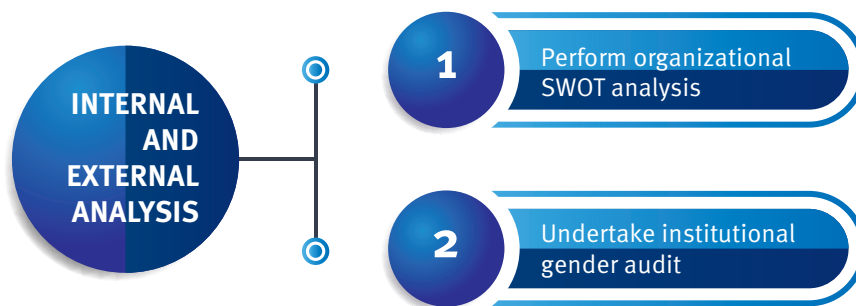 INTERNAL
AND
EXTERNAL
ANALYSIS
1
Perform organizational
SWOT analysis
2
Undertake institutional
gender audit